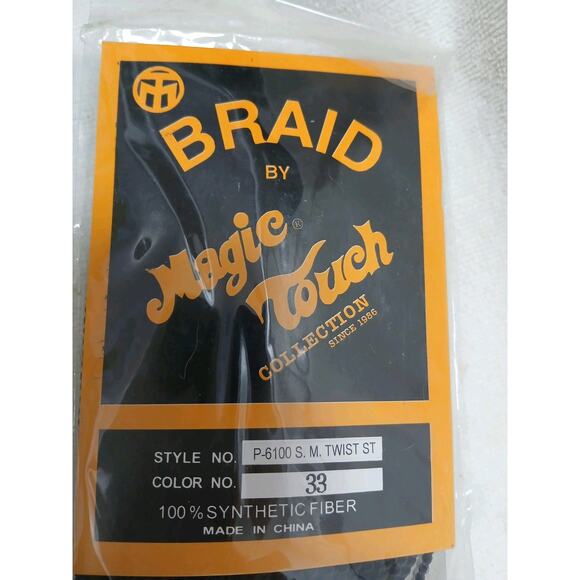 BRAID
BY
Magic®
Touch
COLLECTION
SINCE 1986
STYLE NO. P-6100 S. M. TWIST ST
COLOR NO. 33
100% SYNTHETIC FIBER
MADE IN CHINA